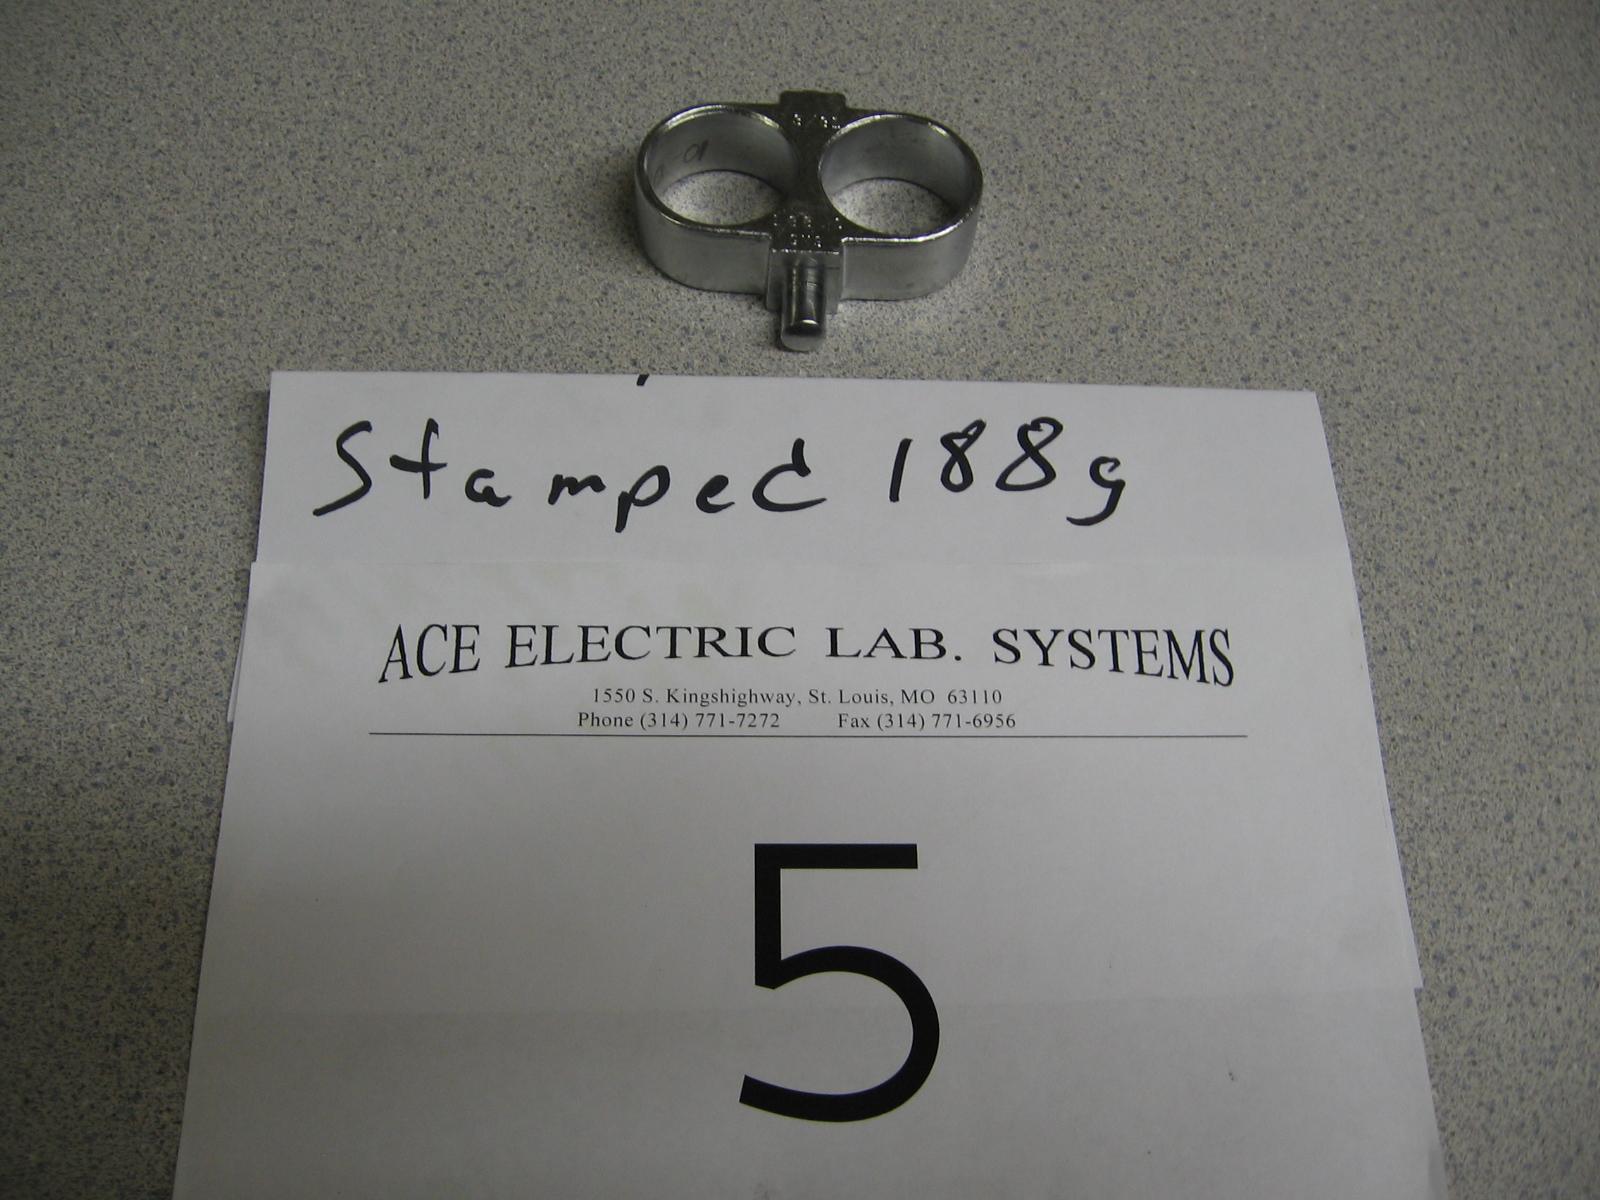 Stamped 188g
ACE ELECTRIC LAB. SYSTEMS
1550 S. Kingshighway, St. Louis, MO 63110
Phone (314) 771-7272 Fax (314) 771-6956
5